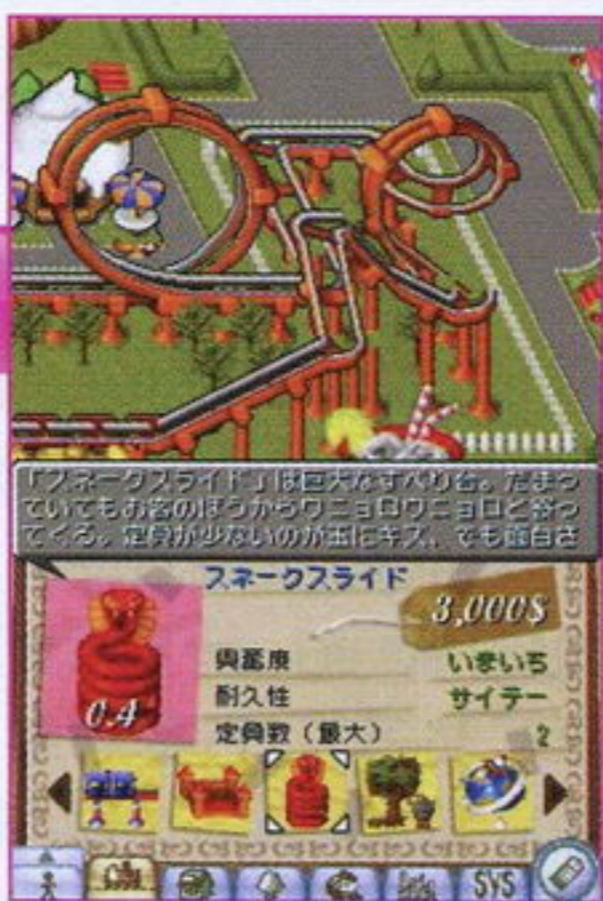 「スネークスライド」は巨大なすべり台。だまっ
ていてもお客のほうからウニョロウニョロと寄っ
てくる。定員が少ないのが玉にキズ、でも面白さ
スネークスライド
3,000$
興奮度 いまいち
耐久性 サイテー
0.4
定員数（最大） 2
SYS